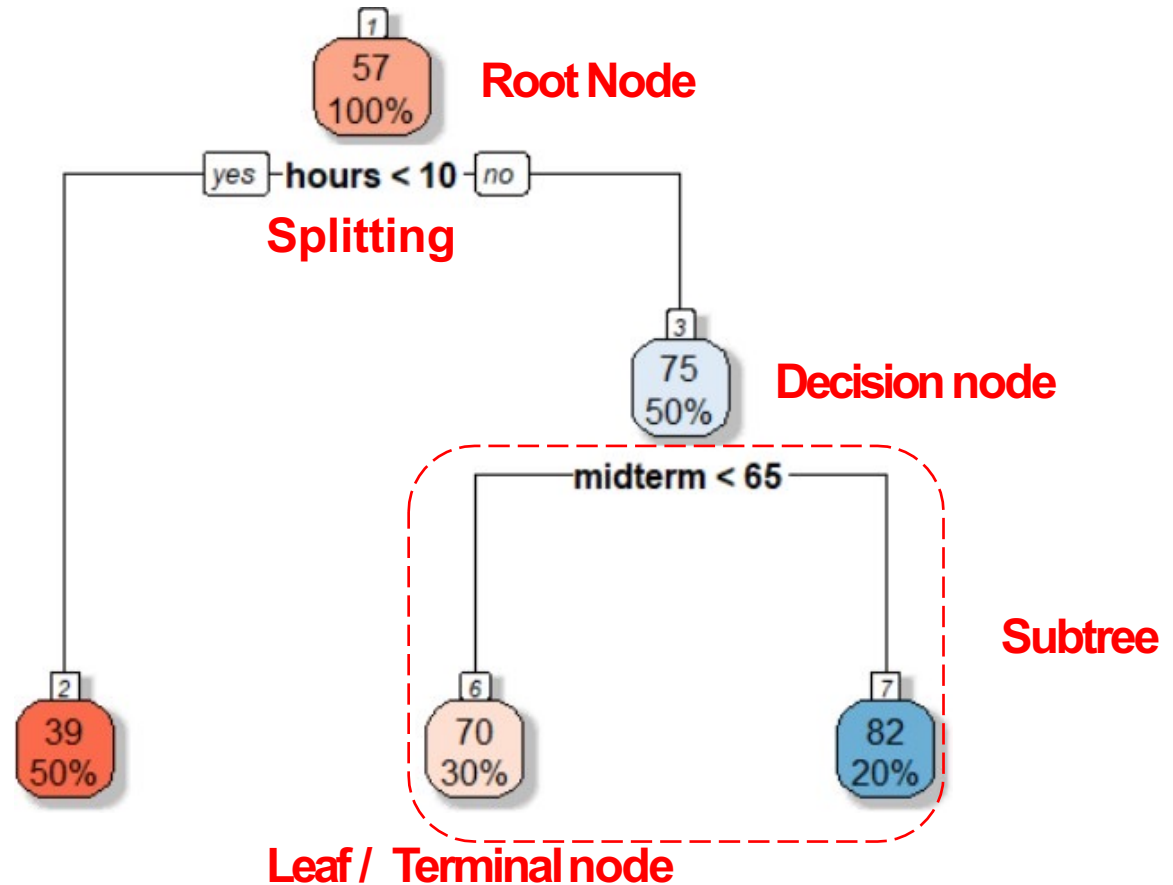 1
57
100%
Root Node
yes hours < 10 no
Splitting
3
75
50%
Decision node
midterm < 65
Subtree
2
39
50%
6
70
30%
7
82
20%
Leaf / Terminal node